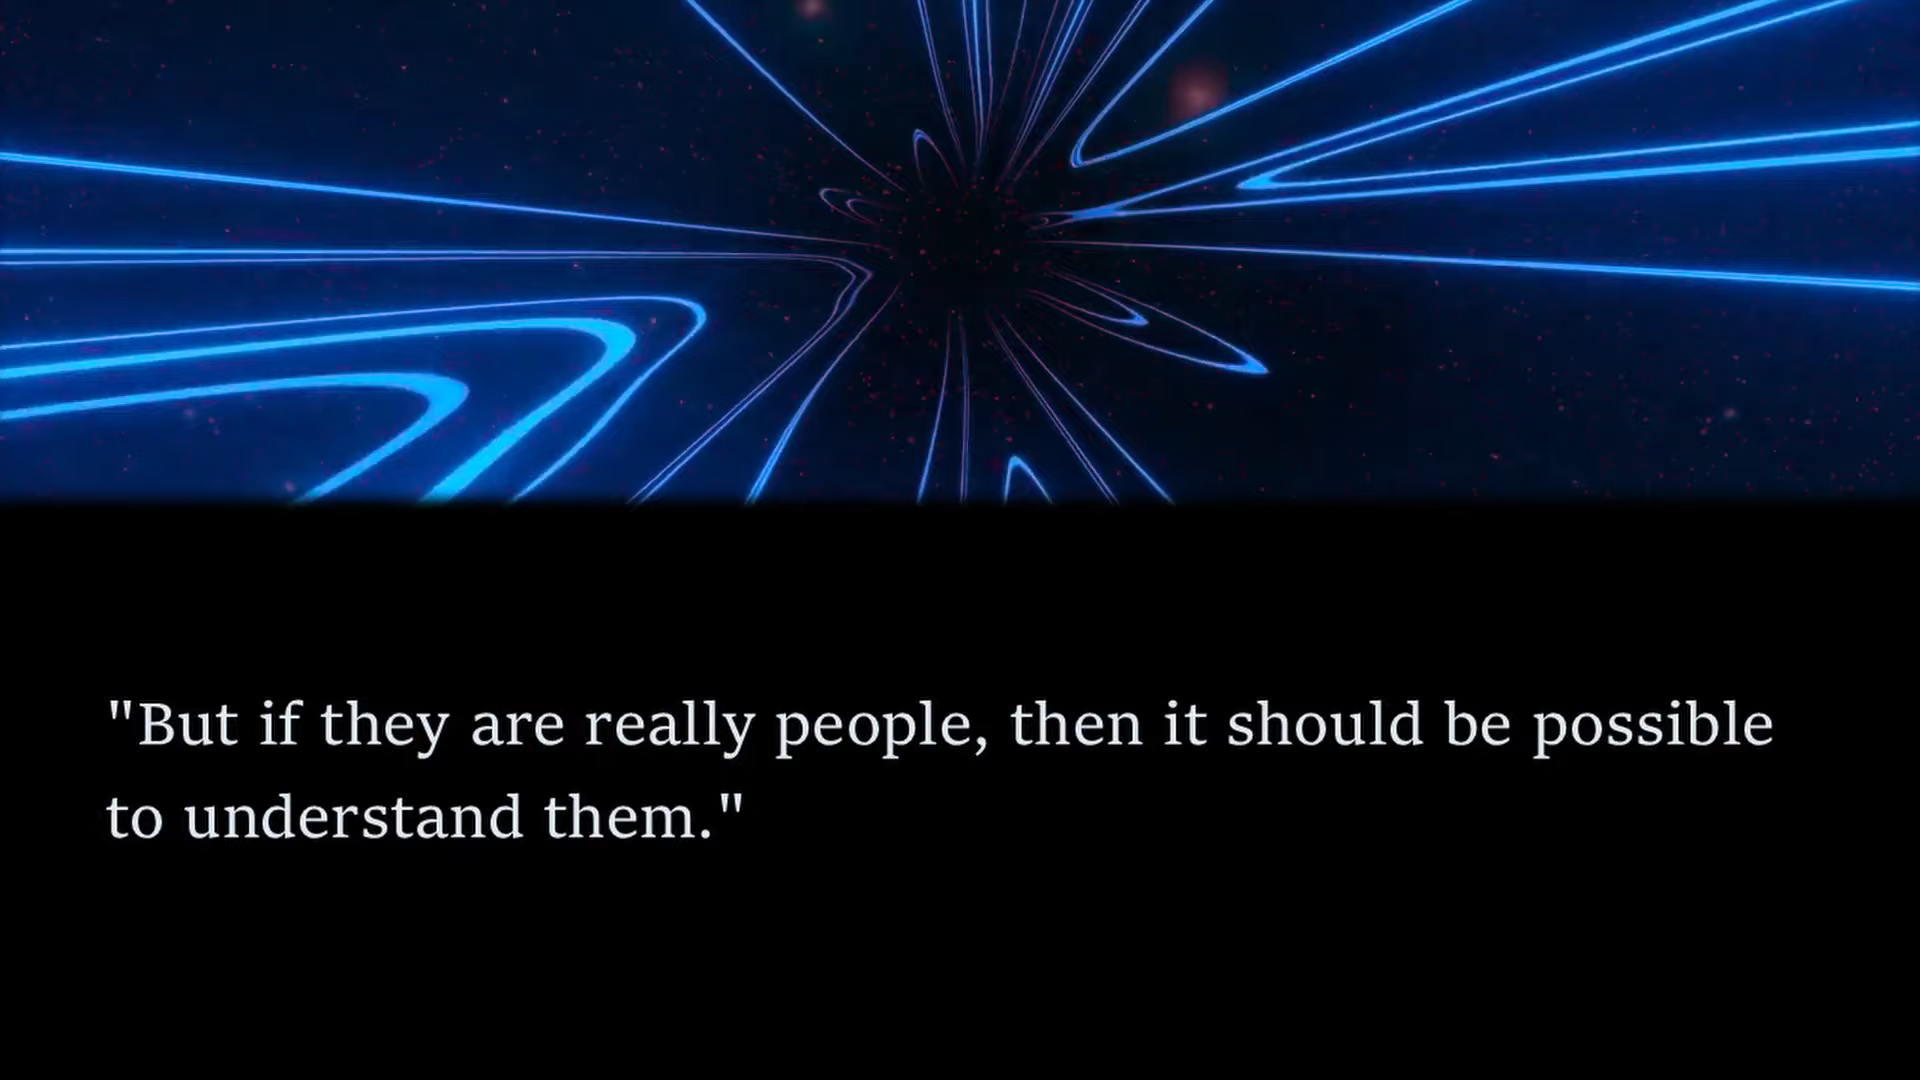 "But if they are really people, then it should be possible
to understand them."